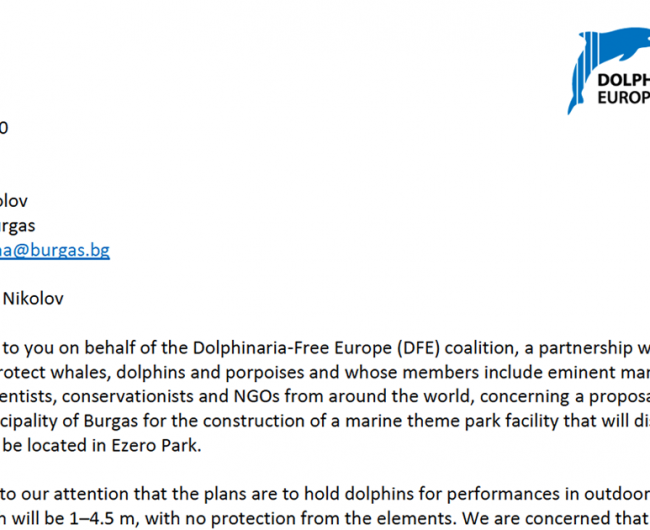 DOLPH
EUROP
0
olov
urgas
na@burgas.bg
Nikolov
to you on behalf of the Dolphinaria-Free Europe (DFE) coalition, a partnership w
rotect whales, dolphins and porpoises and whose members include eminent mar
entists, conservationists and NGOs from around the world, concerning a proposa
cipality of Burgas for the construction of a marine theme park facility that will dis
be located in Ezero Park.
to our attention that the plans are to hold dolphins for performances in outdoor
n will be 1–4.5 m, with no protection from the elements. We are concerned that